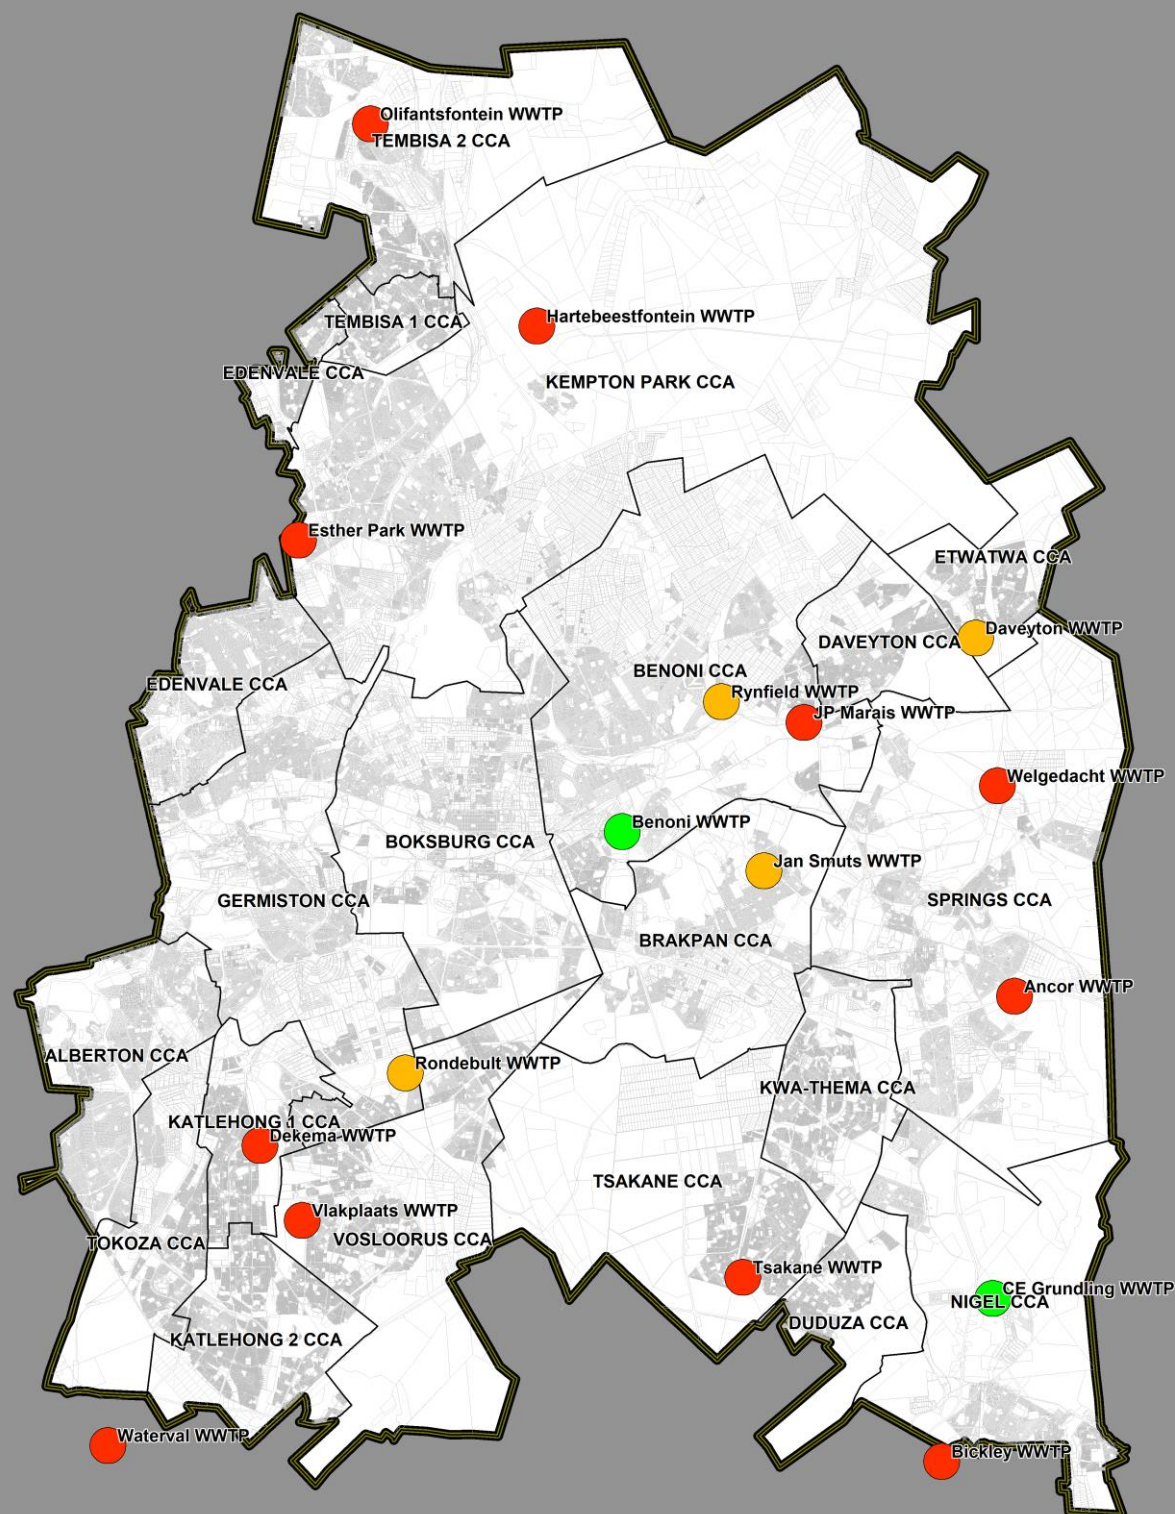 Olifantsfontein WWTP
TEMBISA 2 CCA
Hartebeestfontein WWTP
TEMBISA 1 CCA
EDENVALE CCA
KEMPTON PARK CCA
Esther Park WWTP
ETWATWA CCA
Daveyton WWTP
DAVEYTON CCA
BENONI CCA
EDENVALE CCA
Rynfield WWTP
JP Marais WWTP
Welgedacht WWTP
Benoni WWTP
BOKSBURG CCA
Jan Smuts WWTP
GERMISTON CCA
SPRINGS CCA
BRAKPAN CCA
Ancor WWTP
ALBERTON CCA
Rondebult WWTP
KWA-THEMA CCA
KATLEHONG 1 CCA
Dekema WWTP
TSAKANE CCA
Vlakplaats WWTP
TOKOZA CCA
VOSLOORUS CCA
Tsakane WWTP
CE Grundling WWTP
NIGEL CCA
DUDUZA CCA
KATLEHONG 2 CCA
Waterval WWTP
Bickley WWTP